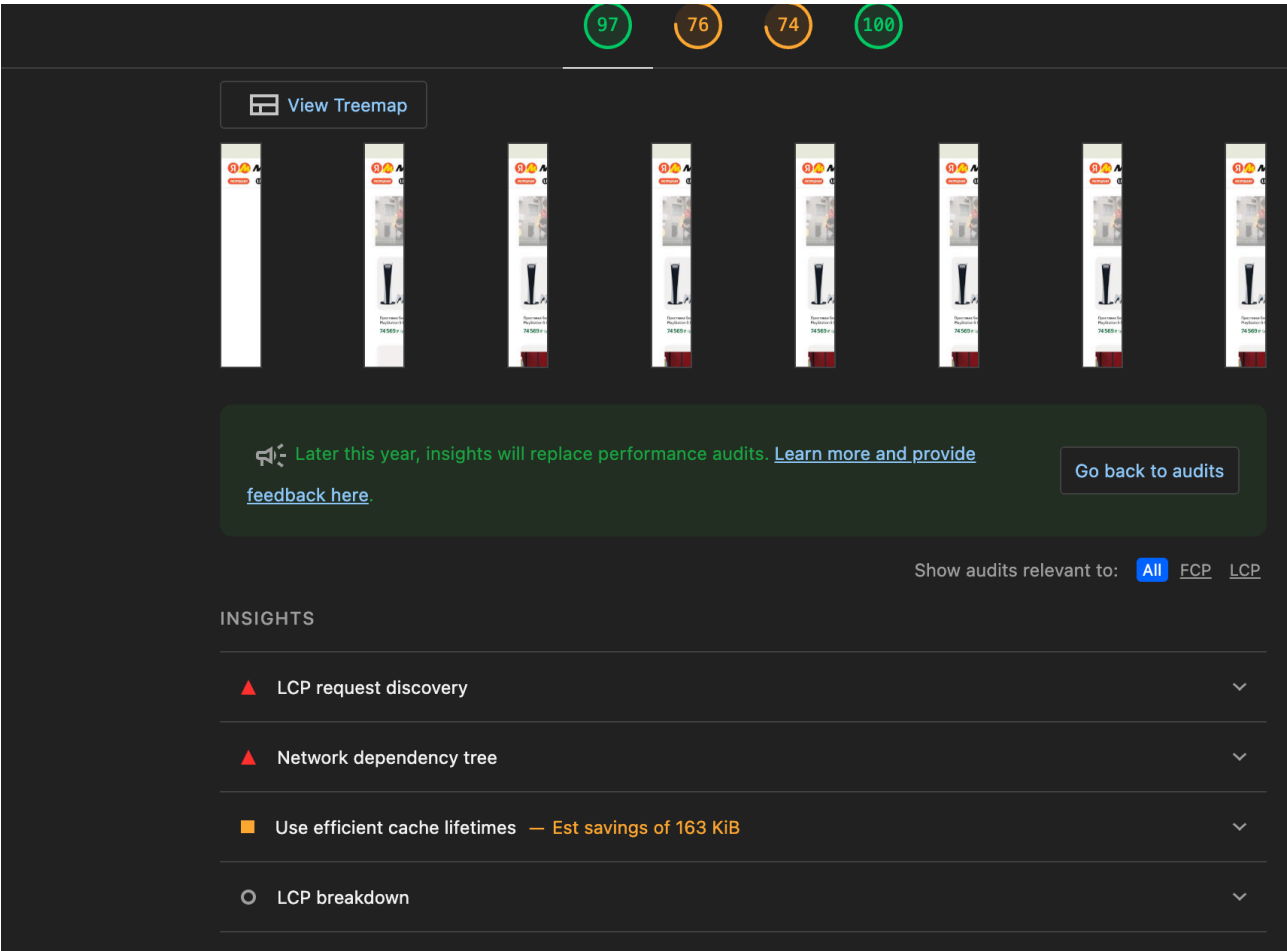 97 76 74 100
View Treemap
Later this year, insights will replace performance audits. Learn more and provide
feedback here.
Go back to audits
Show audits relevant to: All FCP LCP
INSIGHTS
LCP request discovery
Network dependency tree
Use efficient cache lifetimes — Est savings of 163 KiB
LCP breakdown